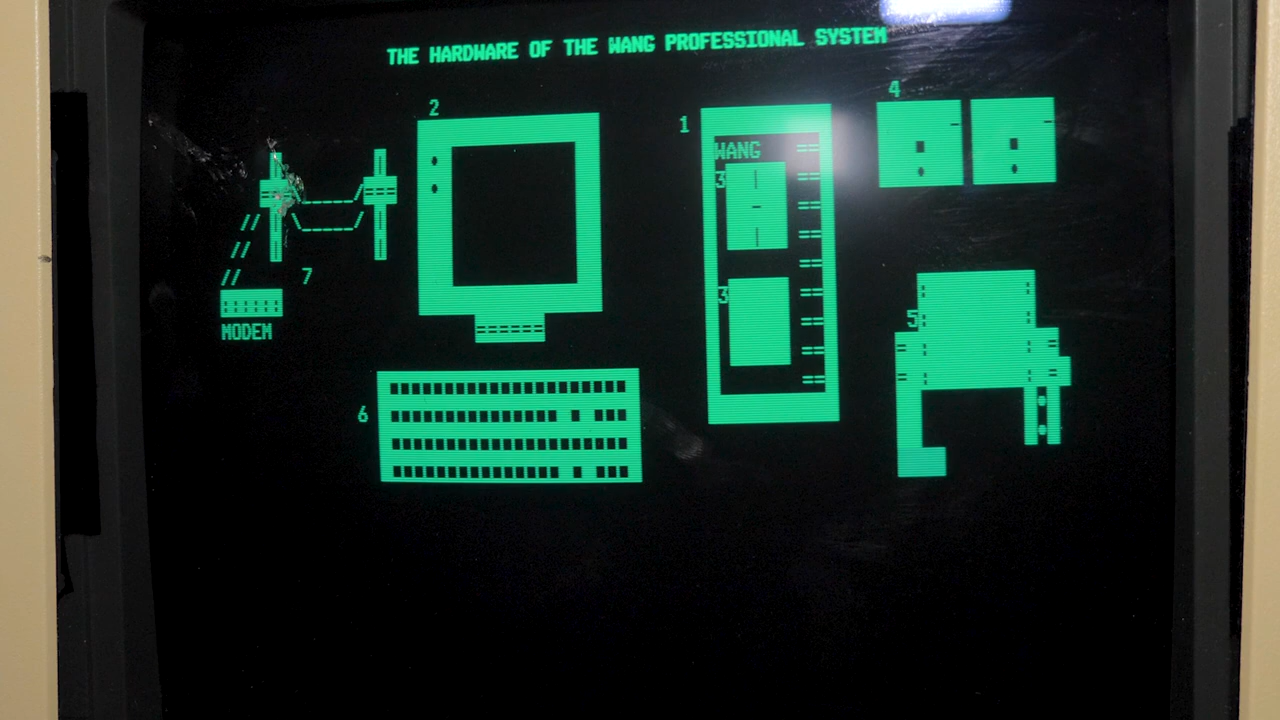 THE HARDWARE OF THE WANG PROFESSIONAL SYSTEM
2
1
4
WANG
3
7
3
5
MODEM
6